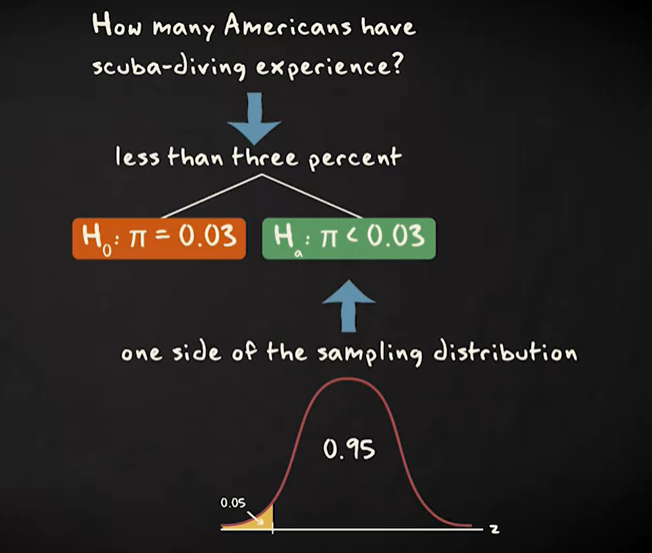 How many Americans have
scuba-diving experience?
less than three percent
H₀: π = 0.03
Hₐ: π < 0.03
one side of the sampling distribution
0.95
0.05
z